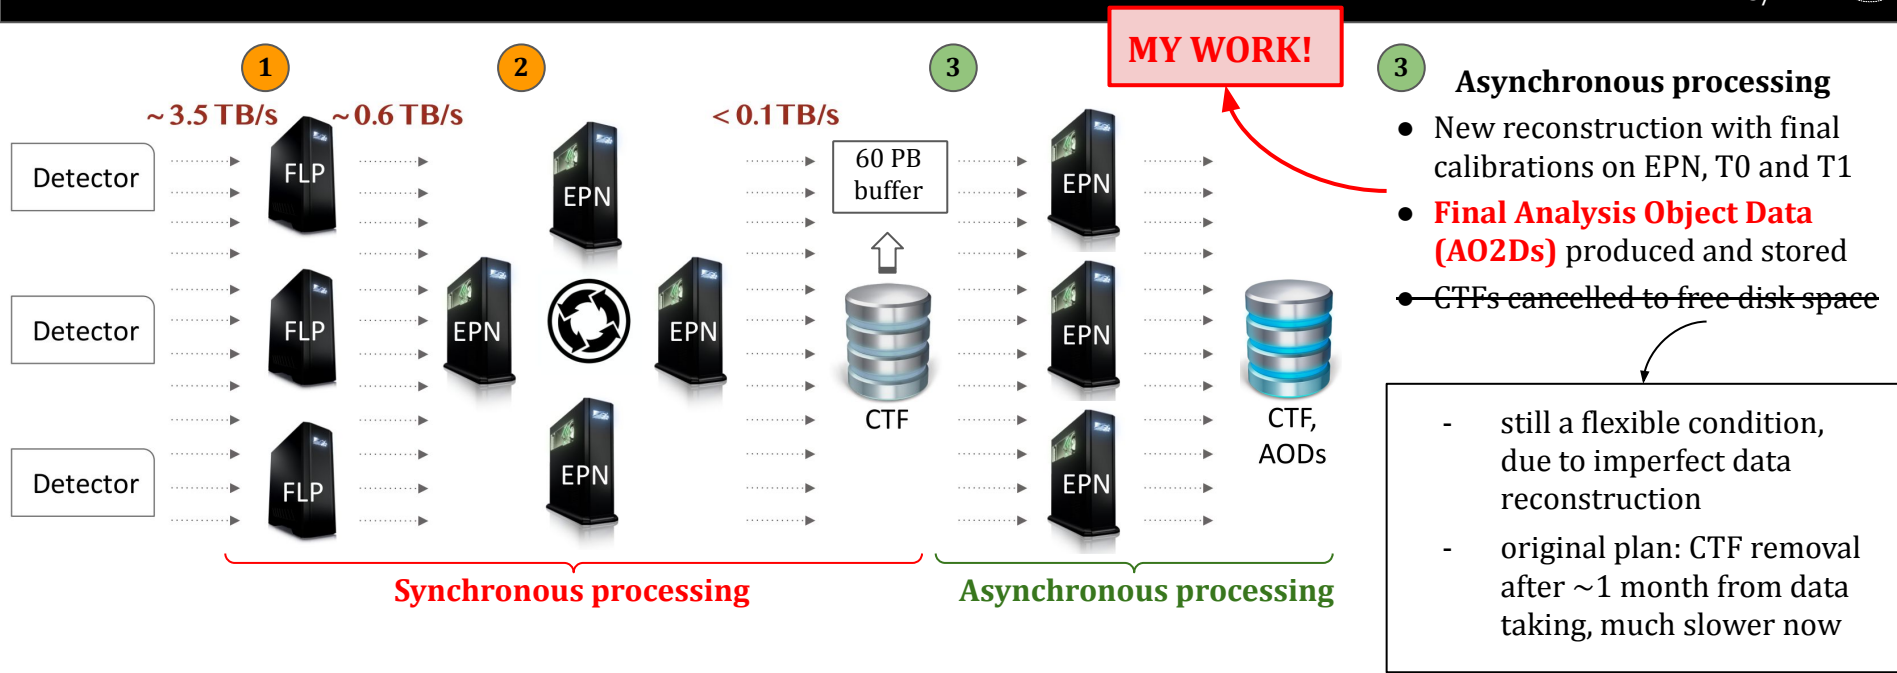 MY WORK!
1
2
3
3
Asynchronous processing
~ 3.5 TB/s
~ 0.6 TB/s
< 0.1TB/s
● New reconstruction with final
calibrations on EPN, T0 and T1
● Final Analysis Object Data
(AO2Ds) produced and stored
● CTFs cancelled to free disk space
Detector
FLP
EPN
60 PB
buffer
EPN
Detector
FLP
EPN
EPN
EPN
CTF
CTF,
AODs
Detector
FLP
EPN
EPN
- still a flexible condition,
due to imperfect data
reconstruction
- original plan: CTF removal
after ~1 month from data
taking, much slower now
Synchronous processing
Asynchronous processing